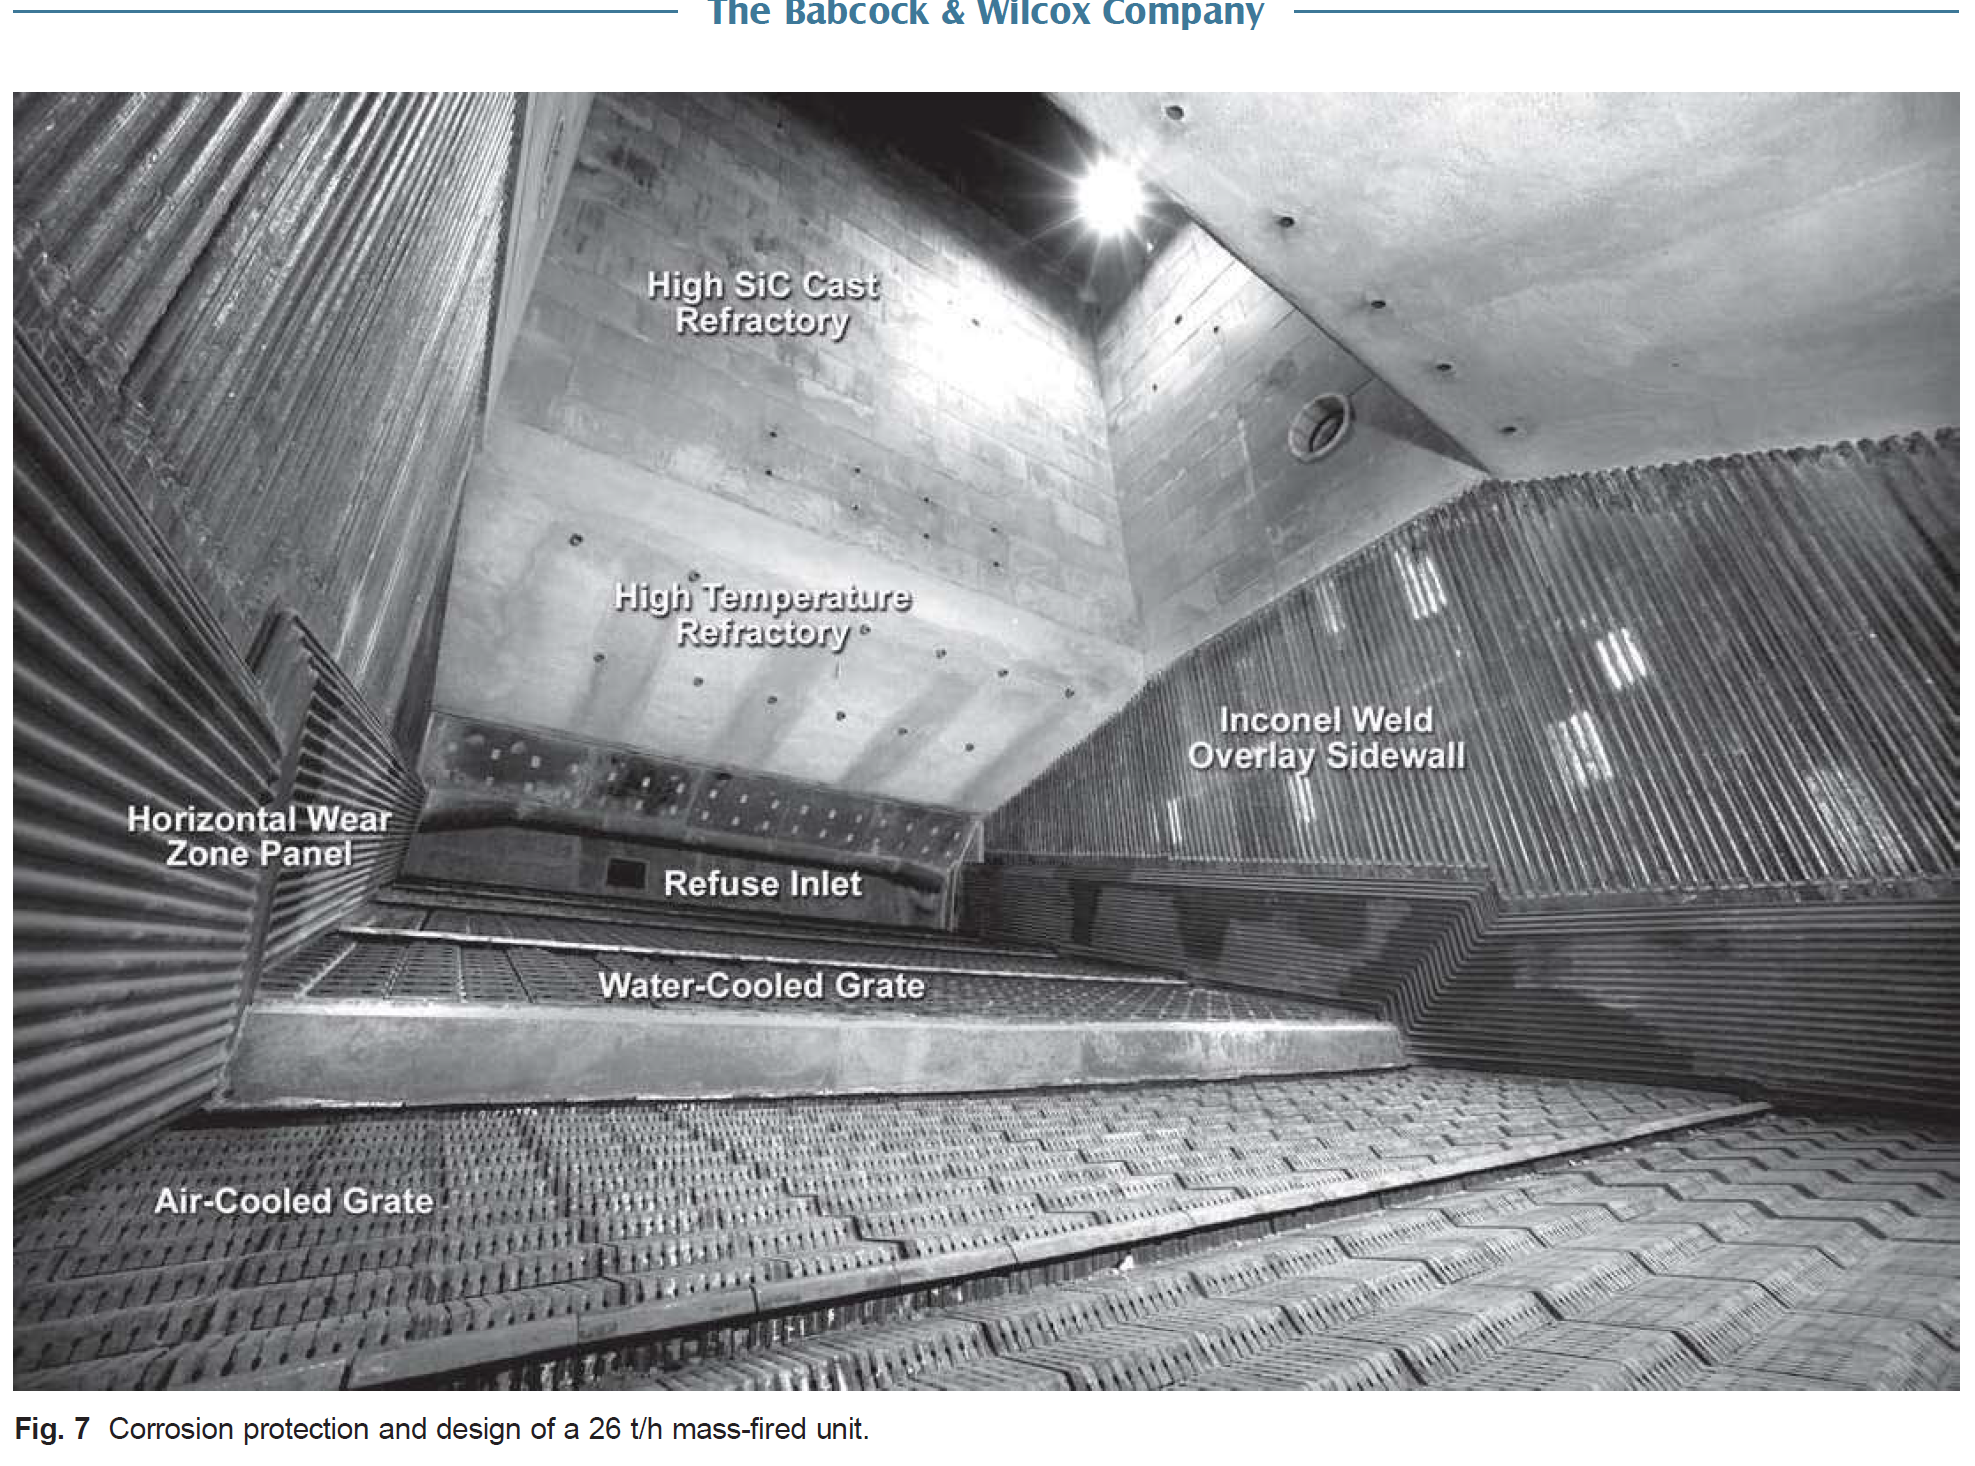 The Babcock & Wilcox Company
High SiC Cast
Refractory
High Temperature
Refractory
Inconel Weld
Overlay Sidewall
Horizontal Wear
Zone Panel
Refuse Inlet
Water-Cooled Grate
Air-Cooled Grate
Fig. 7 Corrosion protection and design of a 26 t/h mass-fired unit.